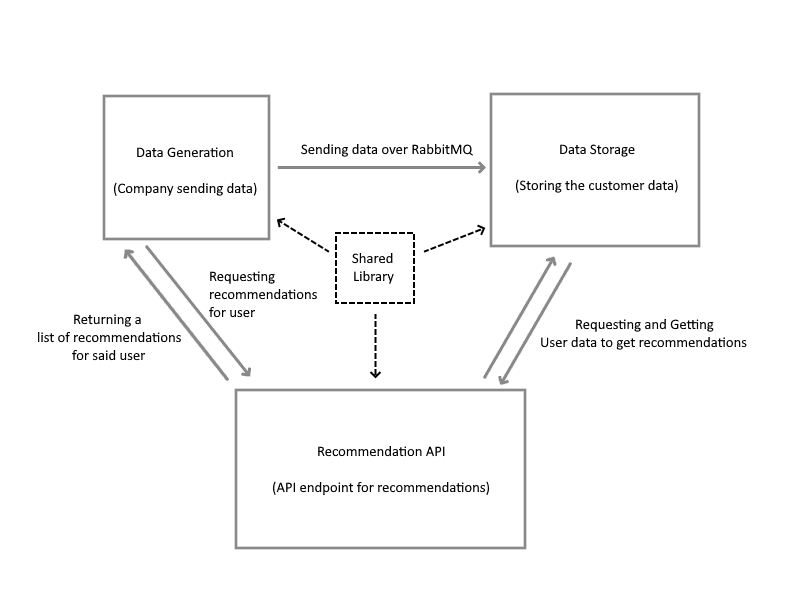 Data Generation
(Company sending data)
Sending data over RabbitMQ
Data Storage
(Storing the customer data)
Shared
Library
Requesting
recommendations
for user
Returning a
list of recommendations
for said user
Requesting and Getting
User data to get recommendations
Recommendation API
(API endpoint for recommendations)